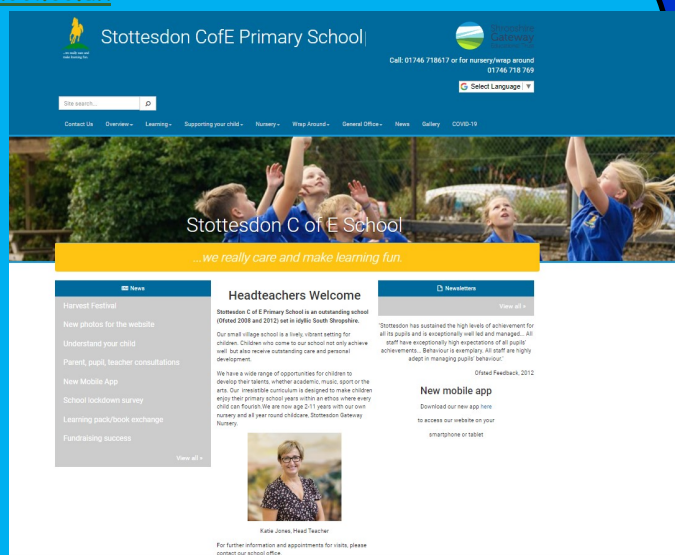 Stottesdon CofE Primary School
...we really care and
make learning fun.
Shropshire
Gateway
Call: 01746 718617 or for nursery/wrap around
01746 718 769
Select Language
Site search...
Contact Us Overview Learning Supporting your child Nursery Wrap Around General Office News Gallery COVID-19
Stottesdon C of E School
...we really care and make learning fun.
News
Harvest Festival
New photos for the website
Understand your child
Parent, pupil, teacher consultations
New Mobile App
School lockdown survey
Learning pack/book exchange
Fundraising success
View all »
Headteachers Welcome
Stottesdon C of E Primary School is an outstanding school
(Ofsted 2008 and 2012) set in idyllic South Shropshire.
Our small village school is a lively, vibrant setting for
children. Children who come to our school not only achieve
well but also receive outstanding care and personal
development.
We have a wide range of opportunities for children to
develop their talents, whether academic, music, sport or the
arts. Our irresistible curriculum is designed to make children
enjoy their primary school years within an ethos where every
child can flourish.We are now age 2-11 years with our own
nursery and all year round childcare, Stottesdon Gateway
Nursery.
Katie Jones, Head Teacher
For further information and appointments for visits, please
contact our school office.
Newsletters
View all »
'Stottesdon has sustained the high levels of achievement for
all its pupils and is exceptionally well led and managed... All
staff have exceptionally high expectations of all pupils'
achievements... Behaviour is exemplary. All staff are highly
adept in managing pupils' behaviour.'
Ofsted Feedback, 2012
New mobile app
Download our new app here
to access our website on your
smartphone or tablet